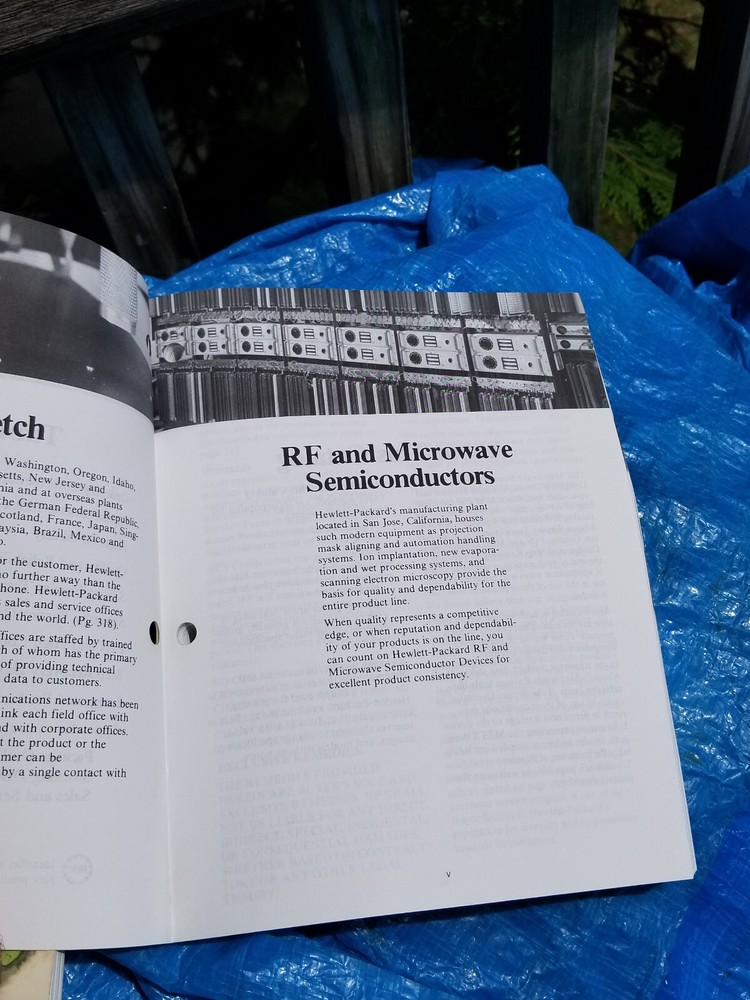 etch
Washington, Oregon, Idaho,
setts, New Jersey and
nia and at overseas plants
the German Federal Republic,
cotland, France, Japan, Sing-
aysia, Brazil, Mexico and
o.
or the customer, Hewlett-
no further away than the
hone. Hewlett-Packard
sales and service offices
nd the world. (Pg. 318).
ffices are staffed by trained
ch of whom has the primary
of providing technical
data to customers.
nications network has been
ink each field office with
nd with corporate offices.
t the product or the
mer can be
by a single contact with
RF and Microwave
Semiconductors
Hewlett-Packard's manufacturing plant
located in San Jose, California, houses
such modern equipment as projection
mask aligning and automation handling
systems. Ion implantation, new evapora-
tion and wet processing systems, and
scanning electron microscopy provide the
basis for quality and dependability for the
entire product line.
When quality represents a competitive
edge, or when reputation and dependabil-
ity of your products is on the line, you
can count on Hewlett-Packard RF and
Microwave Semiconductor Devices for
excellent product consistency.
v